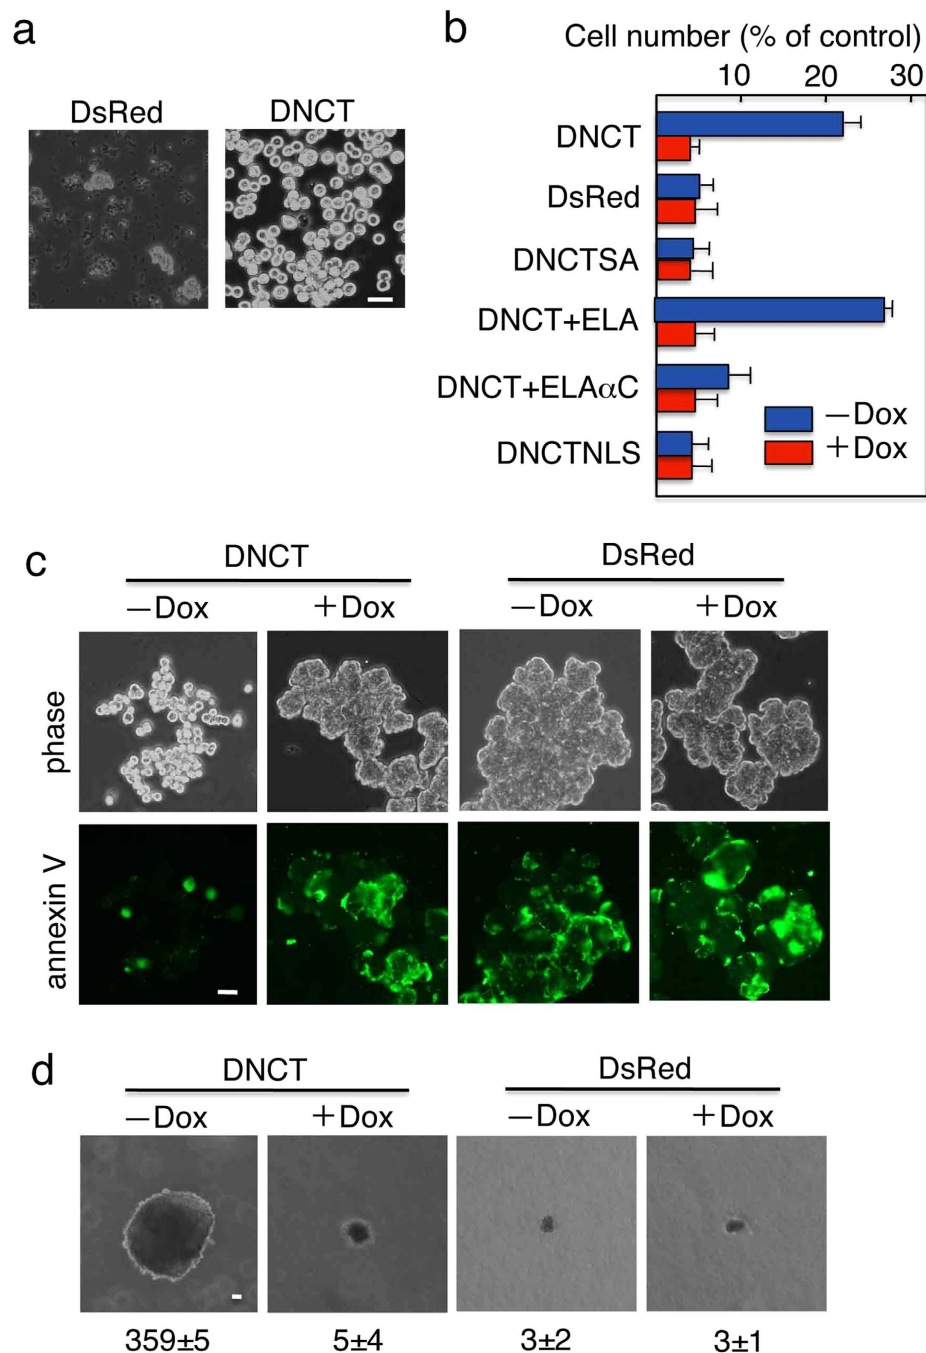 a
DsRed DNCT
b
Cell number (% of control)
10 20 30
DNCT
DsRed
DNCTSA
DNCT+ELA
DNCT+ELAαC
DNCTNLS
−Dox
+Dox
c
DNCT DsRed
−Dox +Dox −Dox +Dox
phase
annexin V
d
DNCT DsRed
−Dox +Dox −Dox +Dox
359±5 5±4 3±2 3±1